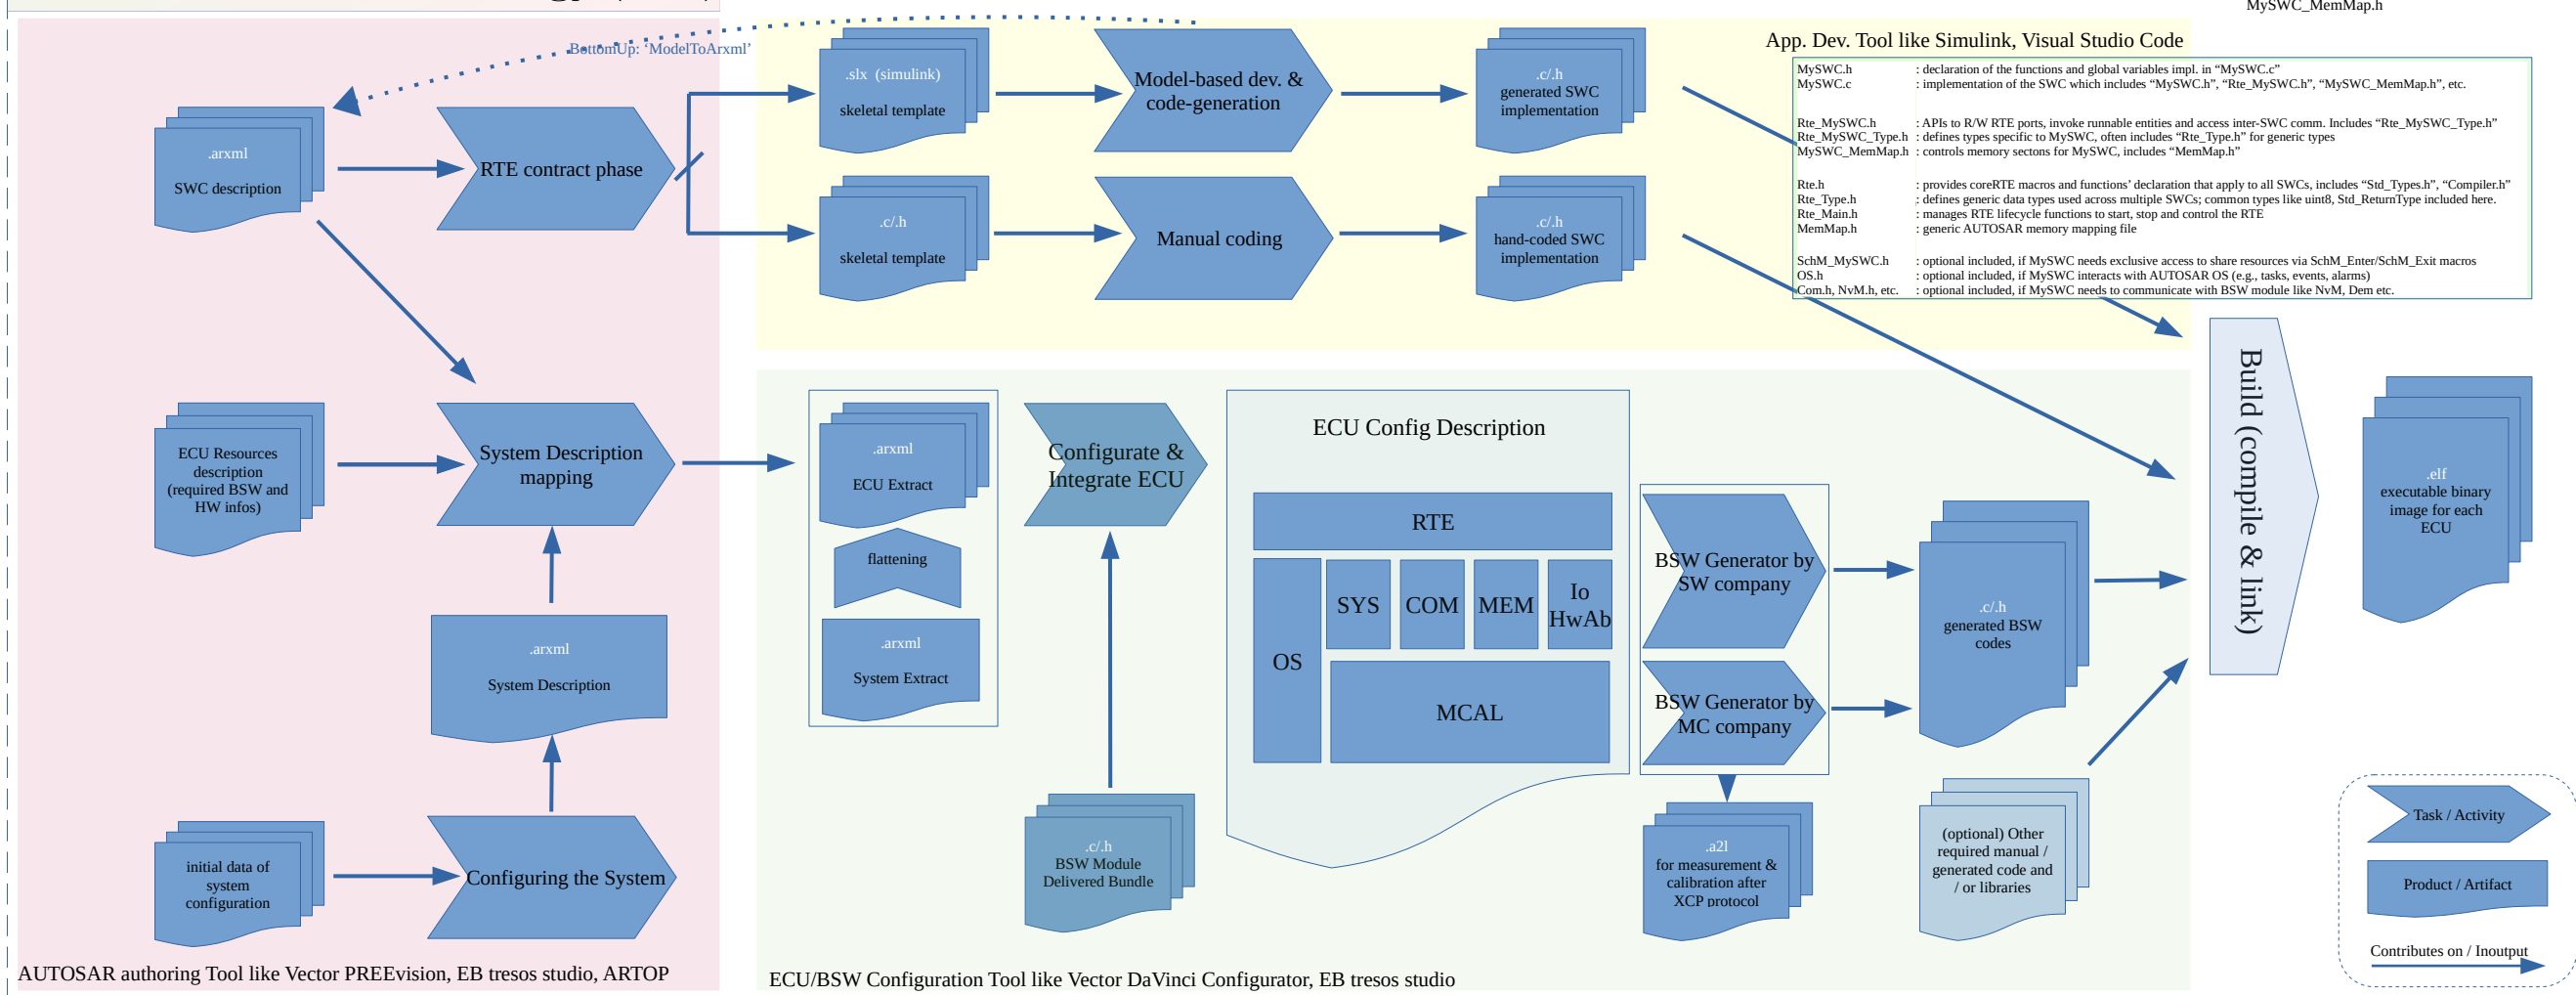 MySWC_MemMap.h
BottomUp: ‘ModelToArxml’
.arxml
SWC description
RTE contract phase
ECU Resources
description
(required BSW and
HW infos)
System Description
mapping
.arxml
System Description
initial data of
system
configuration
Configuring the System
AUTOSAR authoring Tool like Vector PREEvision, EB tresos studio, ARTOP
App. Dev. Tool like Simulink, Visual Studio Code
.slx (simulink)
skeletal template
Model-based dev. &
code-generation
.c/.h
generated SWC
implementation
.c/.h
skeletal template
Manual coding
.c/.h
hand-coded SWC
implementation
MySWC.h : declaration of the functions and global variables impl. in “MySWC.c”
MySWC.c : implementation of the SWC which includes “MySWC.h”, “Rte_MySWC.h”, “MySWC_MemMap.h”, etc.
Rte_MySWC.h : APIs to R/W RTE ports, invoke runnable entities and access inter-SWC comm. Includes “Rte_MySWC_Type.h”
Rte_MySWC_Type.h : defines types specific to MySWC, often includes “Rte_Type.h” for generic types
MySWC_MemMap.h : controls memory sectons for MySWC, includes “MemMap.h”
Rte.h : provides coreRTE macros and functions’ declaration that apply to all SWCs, includes “Std_Types.h”, “Compiler.h”
Rte_Type.h : defines generic data types used across multiple SWCs; common types like uint8, Std_ReturnType included here.
Rte_Main.h : manages RTE lifecycle functions to start, stop and control the RTE
MemMap.h : generic AUTOSAR memory mapping file
SchM_MySWC.h : optional included, if MySWC needs exclusive access to share resources via SchM_Enter/SchM_Exit macros
OS.h : optional included, if MySWC interacts with AUTOSAR OS (e.g., tasks, events, alarms)
Com.h, NvM.h, etc. : optional included, if MySWC needs to communicate with BSW module like NvM, Dem etc.
.arxml
ECU Extract
flattening
.arxml
System Extract
Configurate &
Integrate ECU
.c/.h
BSW Module
Delivered Bundle
ECU Config Description
RTE
OS
SYS
COM
MEM
Io
HwAb
MCAL
BSW Generator by
SW company
BSW Generator by
MC company
.a2l
for measurement &
calibration after
XCP protocol
.c/.h
generated BSW
codes
(optional) Other
required manual /
generated code and
/ or libraries
ECU/BSW Configuration Tool like Vector DaVinci Configurator, EB tresos studio
Build (compile & link)
.elf
executable binary
image for each
ECU
Task / Activity
Product / Artifact
Contributes on / Inoutput